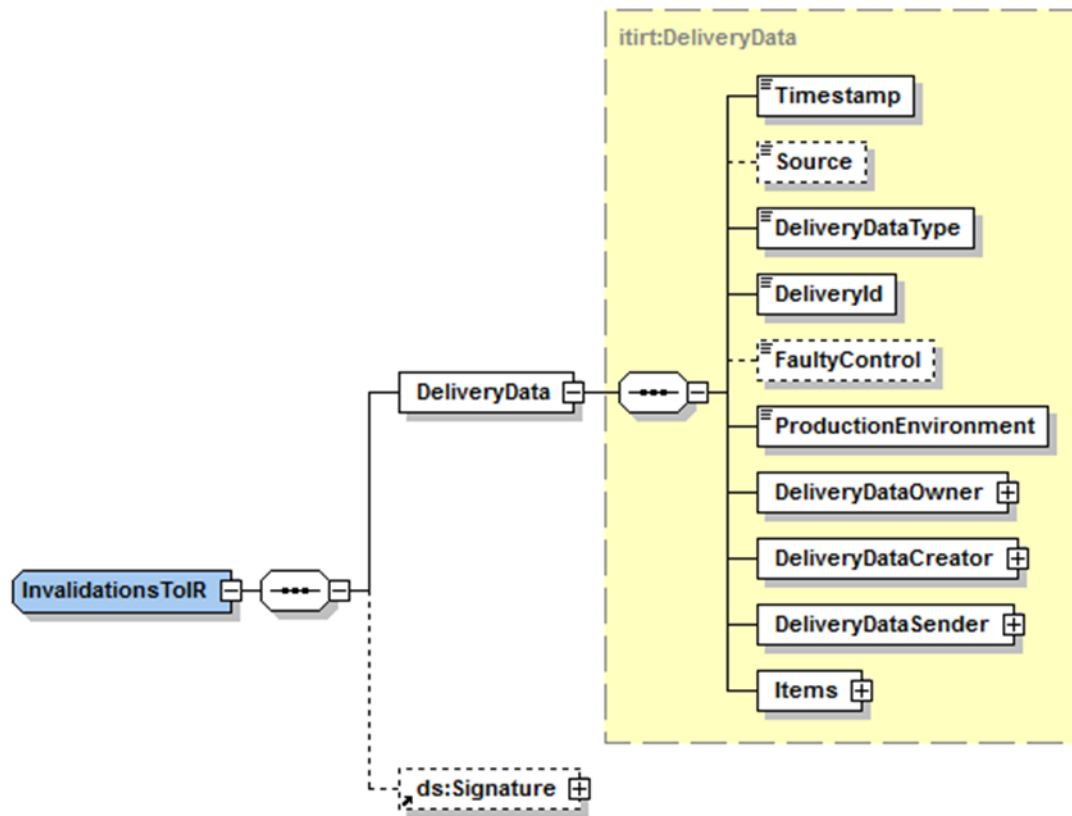 itirt:DeliveryData
Timestamp
Source
DeliveryDataType
DeliveryId
FaultyControl
DeliveryData
ProductionEnvironment
DeliveryDataOwner
DeliveryDataCreator
InvalidationsToIR
DeliveryDataSender
Items
ds:Signature